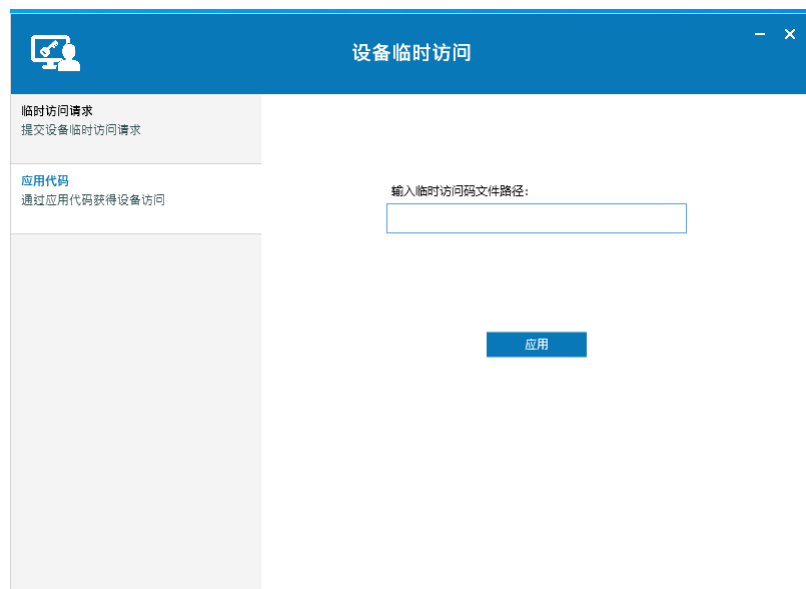 设备临时访问
临时访问请求
提交设备临时访问请求
应用代码
通过应用代码获得设备访问
输入临时访问码文件路径:
应用